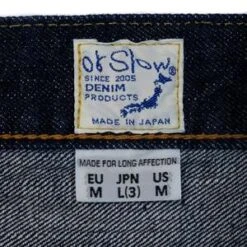 orSlow®
SINCE 2005
DENIM
PRODUCTS
MADE IN JAPAN
MADE FOR LONG AFFECTION
EU JPN US
M L(3) M